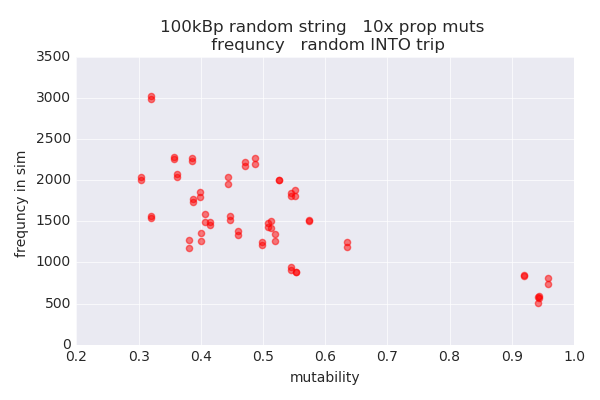 100kBp random string   10x prop muts
frequncy   random INTO trip
3500
3000
2500
2000
1500
1000
500
0
frequncy in sim
0.2 0.3 0.4 0.5 0.6 0.7 0.8 0.9 1.0
mutability